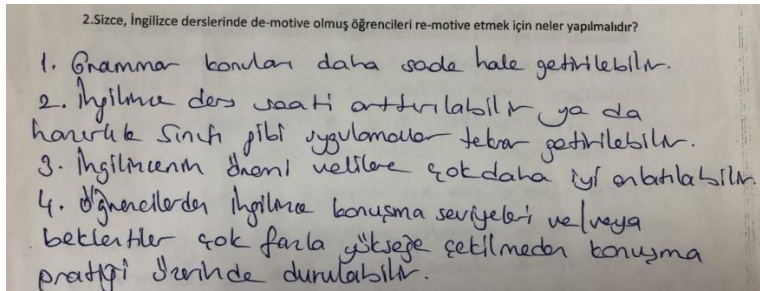 2.Sizce, İngilizce derslerinde de-motive olmuş öğrencileri re-motive etmek için neler yapılmalıdır?
1. Grammar konuları daha sade hale getirilebilir.
2. İngilizce ders saati arttırılabilir ya da
hazırlık sınıfı gibi uygulamalar tekrar getirilebilir.
3. İngilizcenin önemi velilere çok daha iyi anlatılabilir.
4. Öğrencilerden İngilizce konuşma seviyeleri ve/veya
beklentiler çok fazla yükseğe çekilmeden konuşma
pratiği üzerinde durulabilir.